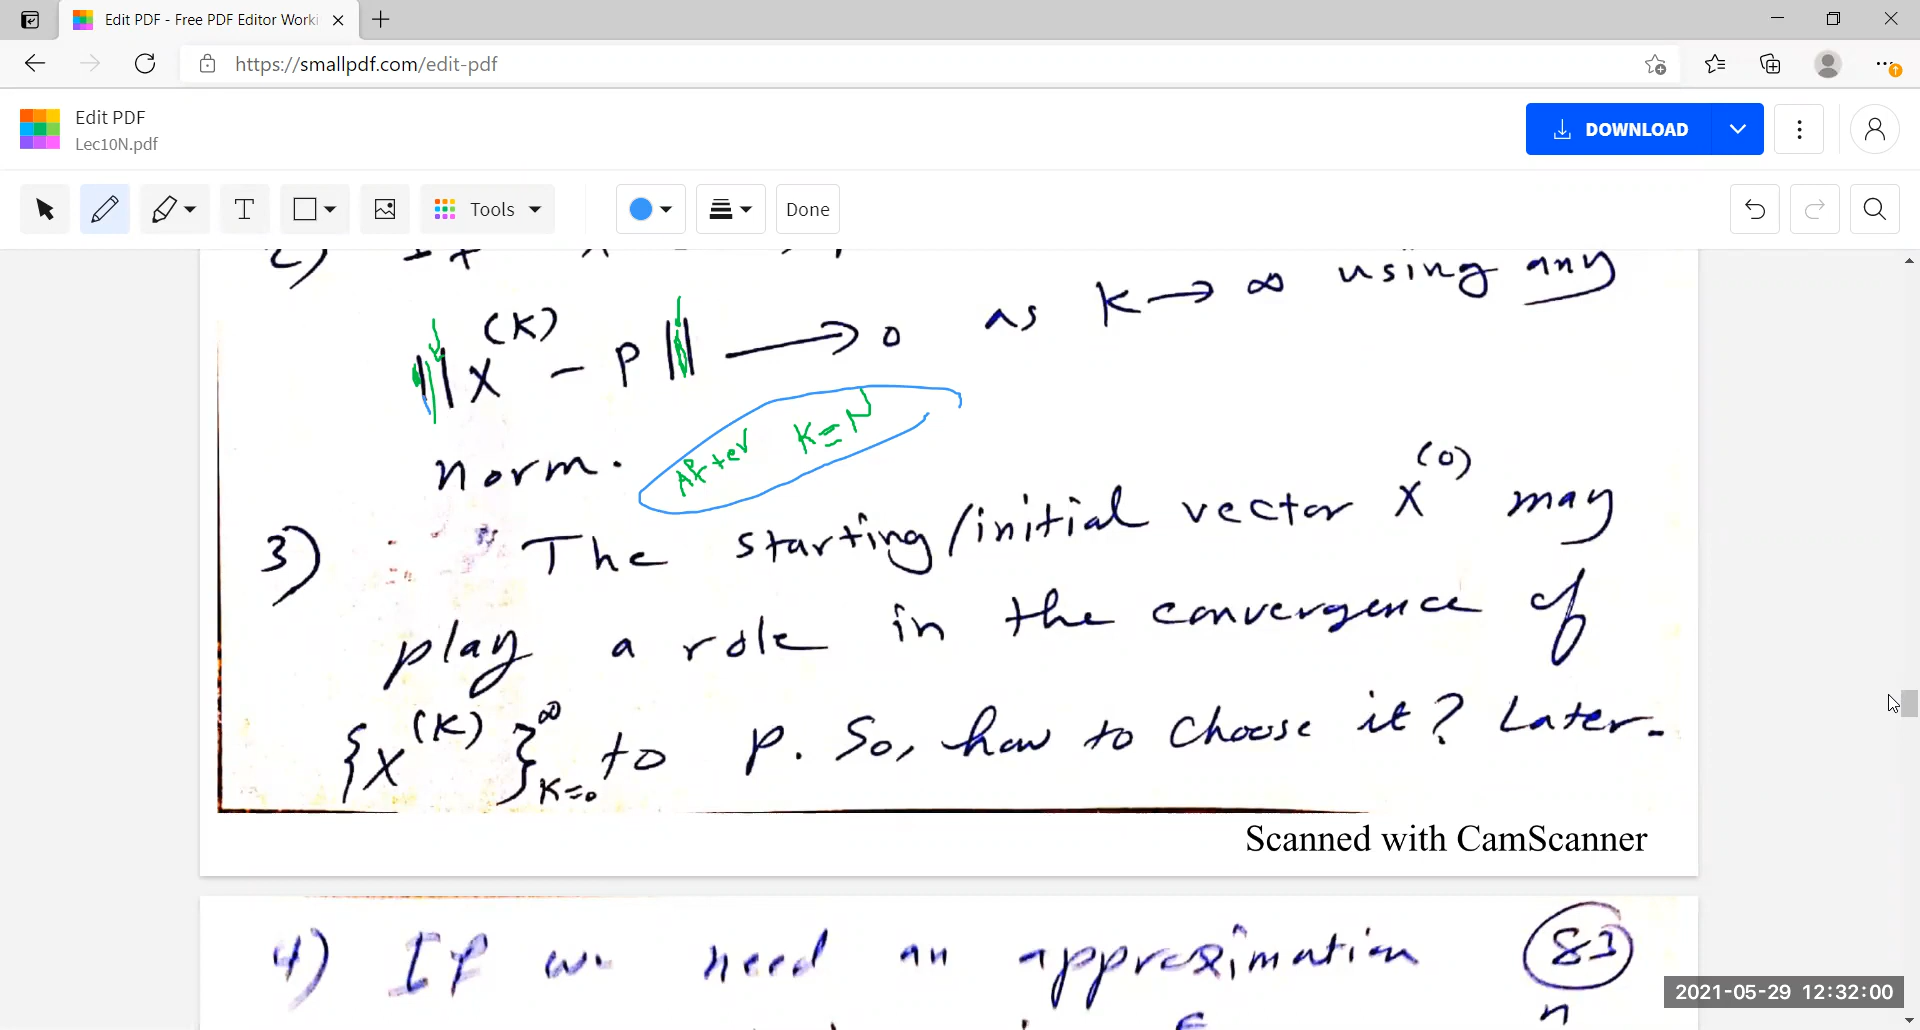 Edit PDF - Free PDF Editor Worki
https://smallpdf.com/edit-pdf
Edit PDF
Lec10N.pdf
DOWNLOAD
T
Tools
Done
2) If
||X^(K) - P|| → 0 as K → ∞ using any
norm.
After K=N
3) The starting/initial vector X^(0) may
play a role in the convergence of
{X^(K)}^∞_K=0 to P. So, how to choose it? Later-
Scanned with CamScanner
4) If we need an approximation
83
n
2021-05-29 12:32:00